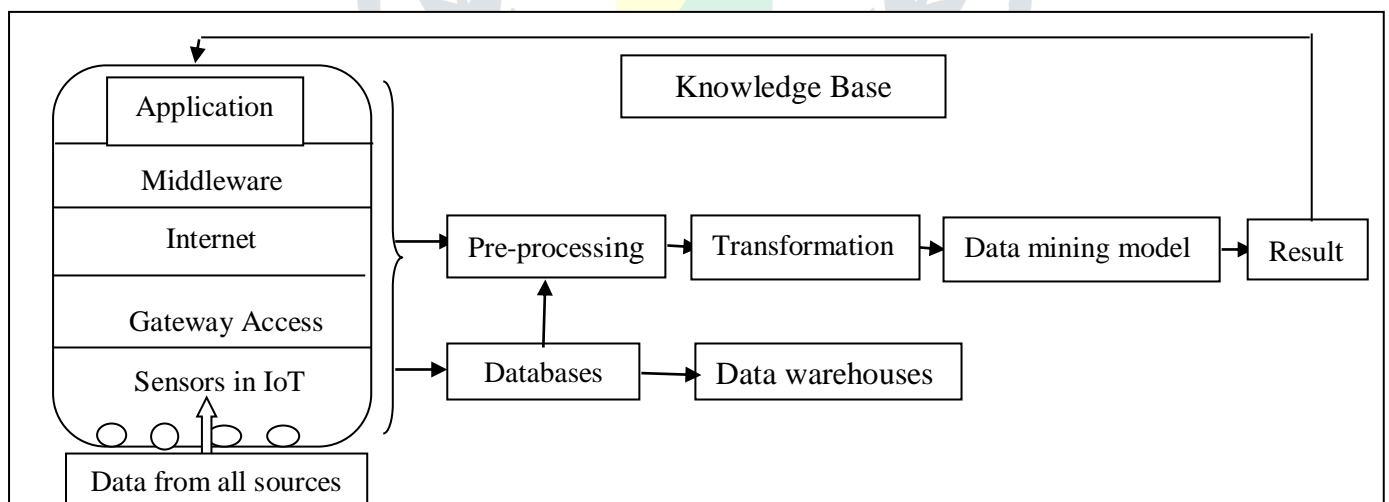 Knowledge Base
Application
Middleware
Internet
Gateway Access
Sensors in IoT
Data from all sources
Pre-processing
Transformation
Data mining model
Result
Databases
Data warehouses